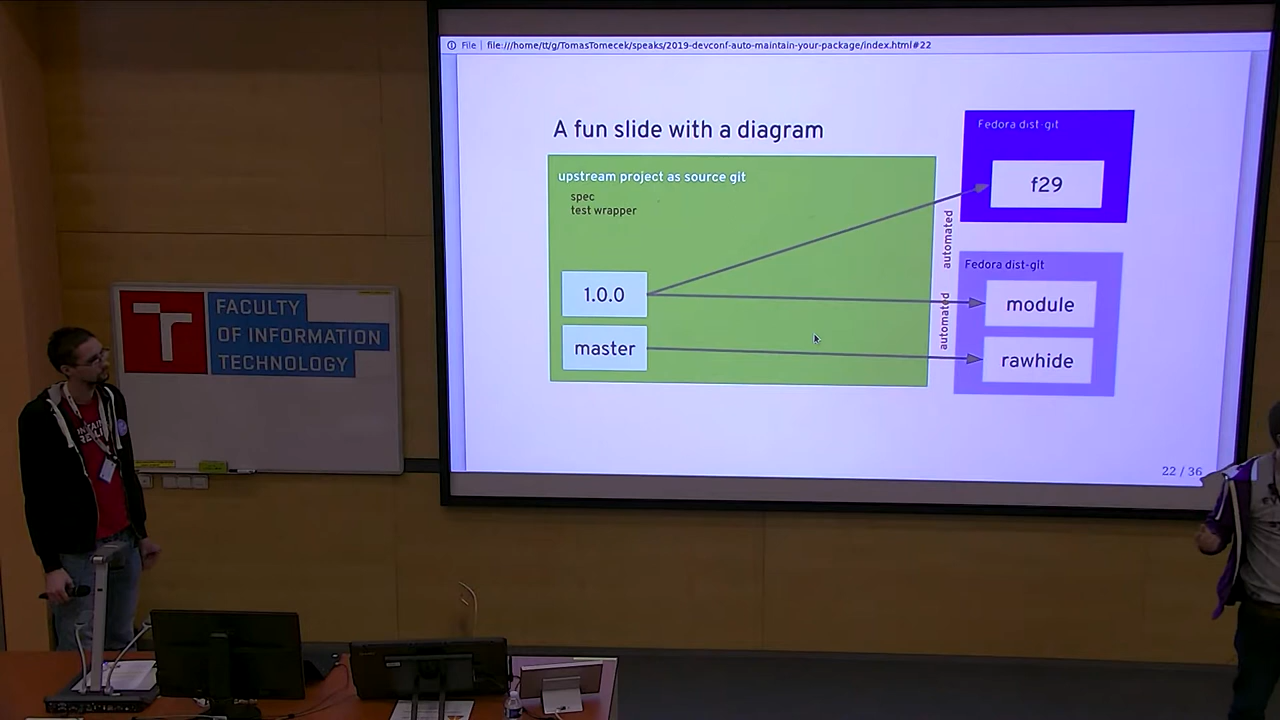 File | file:///home/tt/g/TomasTomecek/speaks/2019-devconf-auto-maintain-your-package/index.html#22
A fun slide with a diagram
upstream project as source git
spec
test wrapper
1.0.0
master
automated
automated
Fedora dist-git
f29
Fedora dist-git
module
rawhide
22 / 36
FACULTY
OF INFORMATION
TECHNOLOGY